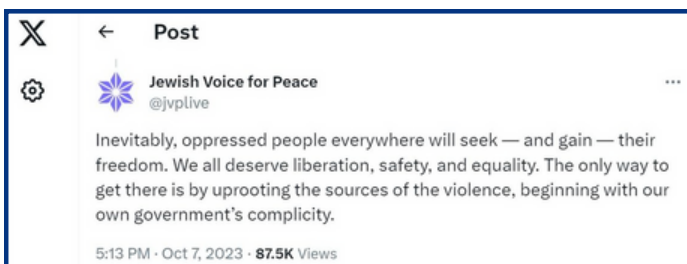 Post
Jewish Voice for Peace
@jvplive
Inevitably, oppressed people everywhere will seek — and gain — their
freedom. We all deserve liberation, safety, and equality. The only way to
get there is by uprooting the sources of the violence, beginning with our
own government’s complicity.
5:13 PM · Oct 7, 2023 · 87.5K Views